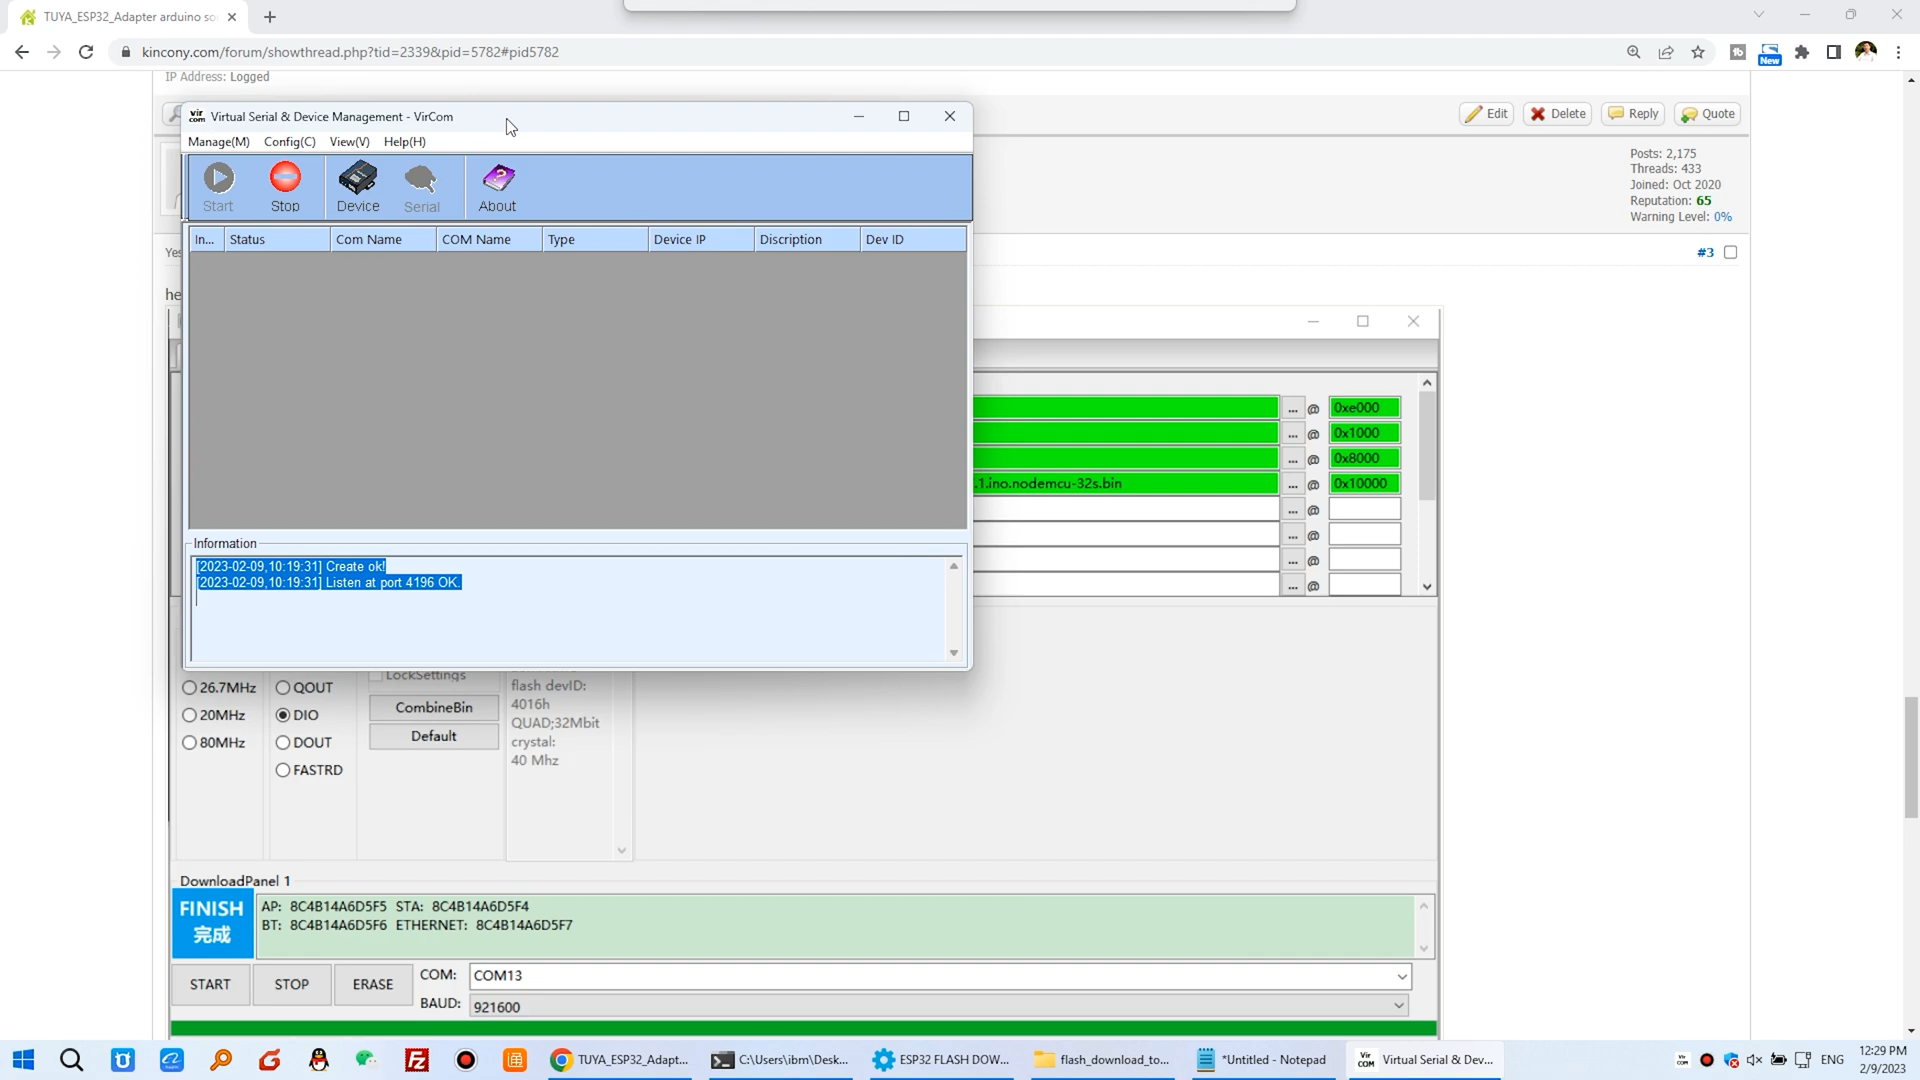 TUYA_ESP32_Adapter arduino so
kincony.com/forum/showthread.php?tid=2339&pid=5782#pid5782
New
IP Address: Logged
Edit
Delete
Reply
Quote
vir com Virtual Serial & Device Management - VirCom
Manage(M) Config(C) View(V) Help(H)
Start Stop Device Serial About
Posts: 2,175
Threads: 433
Joined: Oct 2020
Reputation: 65
Warning Level: 0%
In... Status Com Name COM Name Type Device IP Discription Dev ID
Yes
#3
he
@ 0xe000
@ 0x1000
@ 0x8000
.1.ino.nodemcu-32s.bin ... @ 0x10000
... @
... @
... @
... @
Information
[2023-02-09,10:19:31] Create ok!
[2023-02-09,10:19:31] Listen at port 4196 OK.
LockSettings
26.7MHz QOUT
20MHz DIO
80MHz DOUT
FASTRD
CombineBin
Default
flash devID:
4016h
QUAD;32Mbit
crystal:
40 Mhz
DownloadPanel 1
FINISH
完成
AP: 8C4B14A6D5F5 STA: 8C4B14A6D5F4
BT: 8C4B14A6D5F6 ETHERNET: 8C4B14A6D5F7
START STOP ERASE
COM: COM13
BAUD: 921600
TUYA_ESP32_Adapt... C:\Users\ibm\Desk... ESP32 FLASH DOW... flash_download_to... *Untitled - Notepad Virtual Serial & Dev... ENG
12:29 PM
2/9/2023